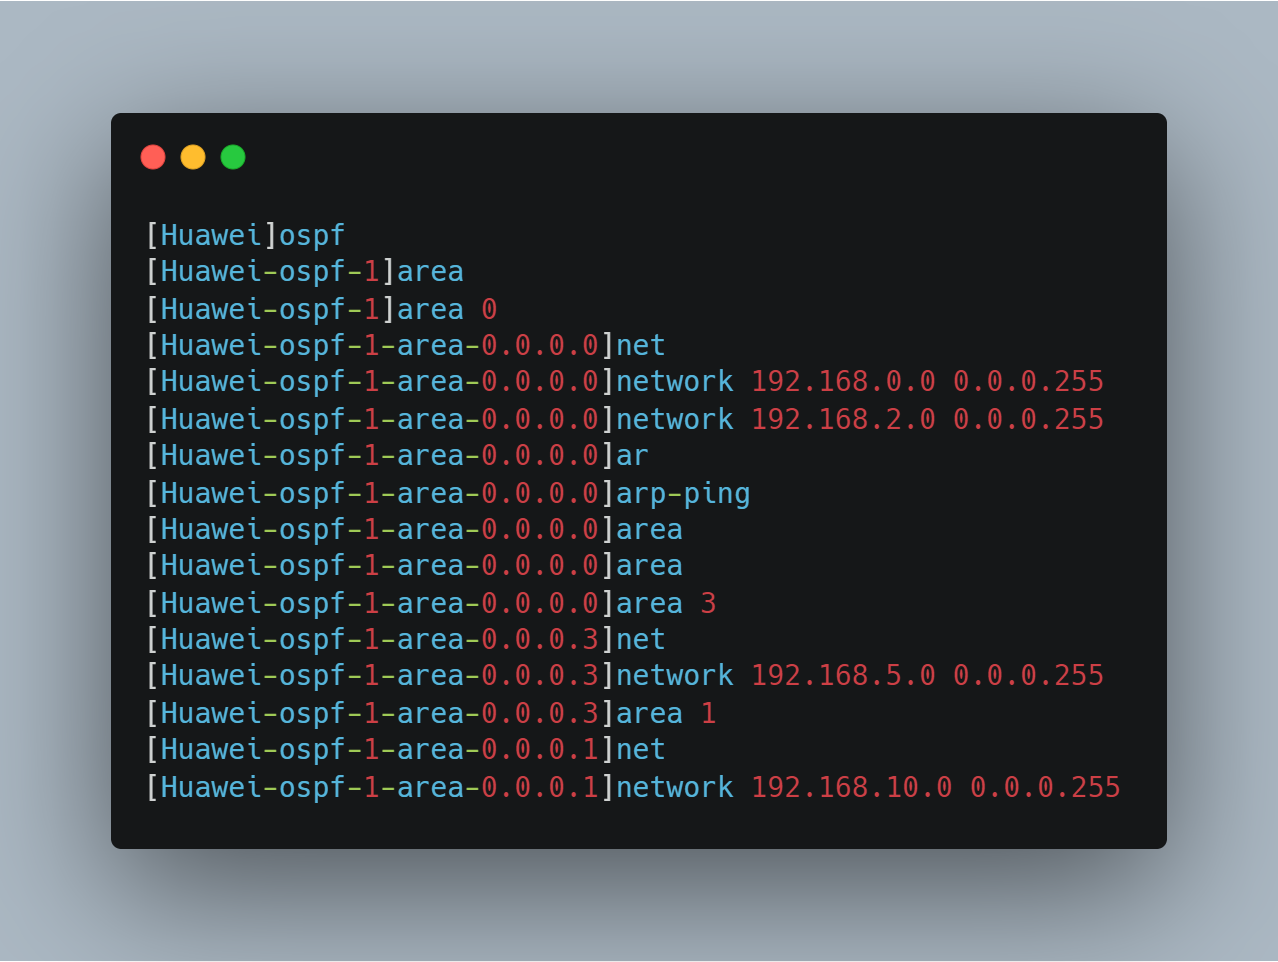 [Huawei]ospf
[Huawei-ospf-1]area
[Huawei-ospf-1]area 0
[Huawei-ospf-1-area-0.0.0.0]net
[Huawei-ospf-1-area-0.0.0.0]network 192.168.0.0 0.0.0.255
[Huawei-ospf-1-area-0.0.0.0]network 192.168.2.0 0.0.0.255
[Huawei-ospf-1-area-0.0.0.0]ar
[Huawei-ospf-1-area-0.0.0.0]arp-ping
[Huawei-ospf-1-area-0.0.0.0]area
[Huawei-ospf-1-area-0.0.0.0]area
[Huawei-ospf-1-area-0.0.0.0]area 3
[Huawei-ospf-1-area-0.0.0.3]net
[Huawei-ospf-1-area-0.0.0.3]network 192.168.5.0 0.0.0.255
[Huawei-ospf-1-area-0.0.0.3]area 1
[Huawei-ospf-1-area-0.0.0.1]net
[Huawei-ospf-1-area-0.0.0.1]network 192.168.10.0 0.0.0.255